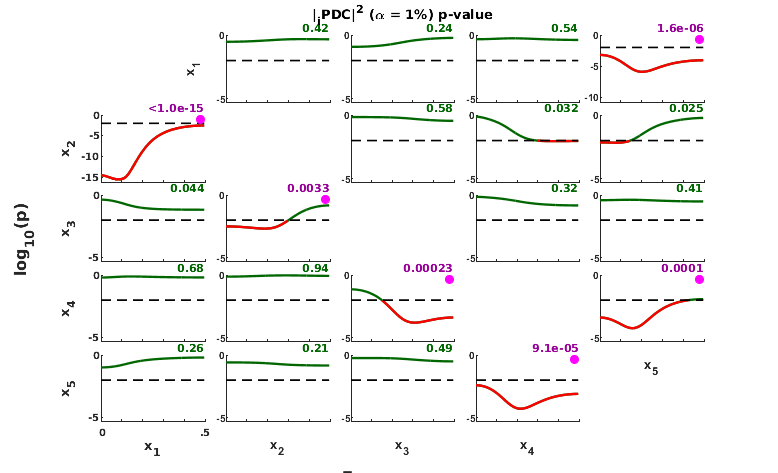 |ᵢPDC|² (α = 1%) p-value
0.42 0.24 0.54 1.6e-06
x₁ 0 -5 0 -5 0 -5 0 -5 -10
<1.0e-15 0.58 0.032 0.025
x₂ 0 -5 -10 -15 0 -5 0 -5 0 -5
0.044 0.0033 0.32 0.41
x₃ 0 -5 0 -5 0 -5 0 -5
log₁₀(p)
0.68 0.94 0.00023 0.0001
x₄ 0 -5 0 -5 0 -5 0 -5
0.26 0.21 0.49 9.1e-05
x₅ 0 -5 0 -5 0 -5 0 -5
x₅
0 .5
x₁ x₂ x₃ x₄